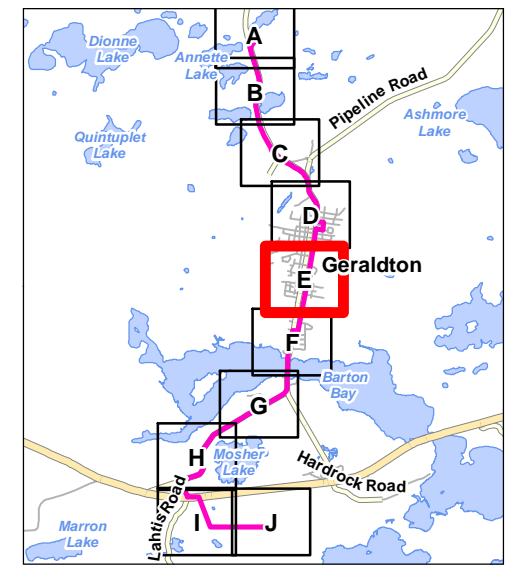 A
Dionne
Lake
Annette
Lake
B
Pipeline Road
Ashmore
Lake
Quintuplet
Lake
C
D
Geraldton
E
F
Barton
Bay
G
H
Mosher
Lake
Hardrock Road
Lahtis Road
I
J
Marron
Lake